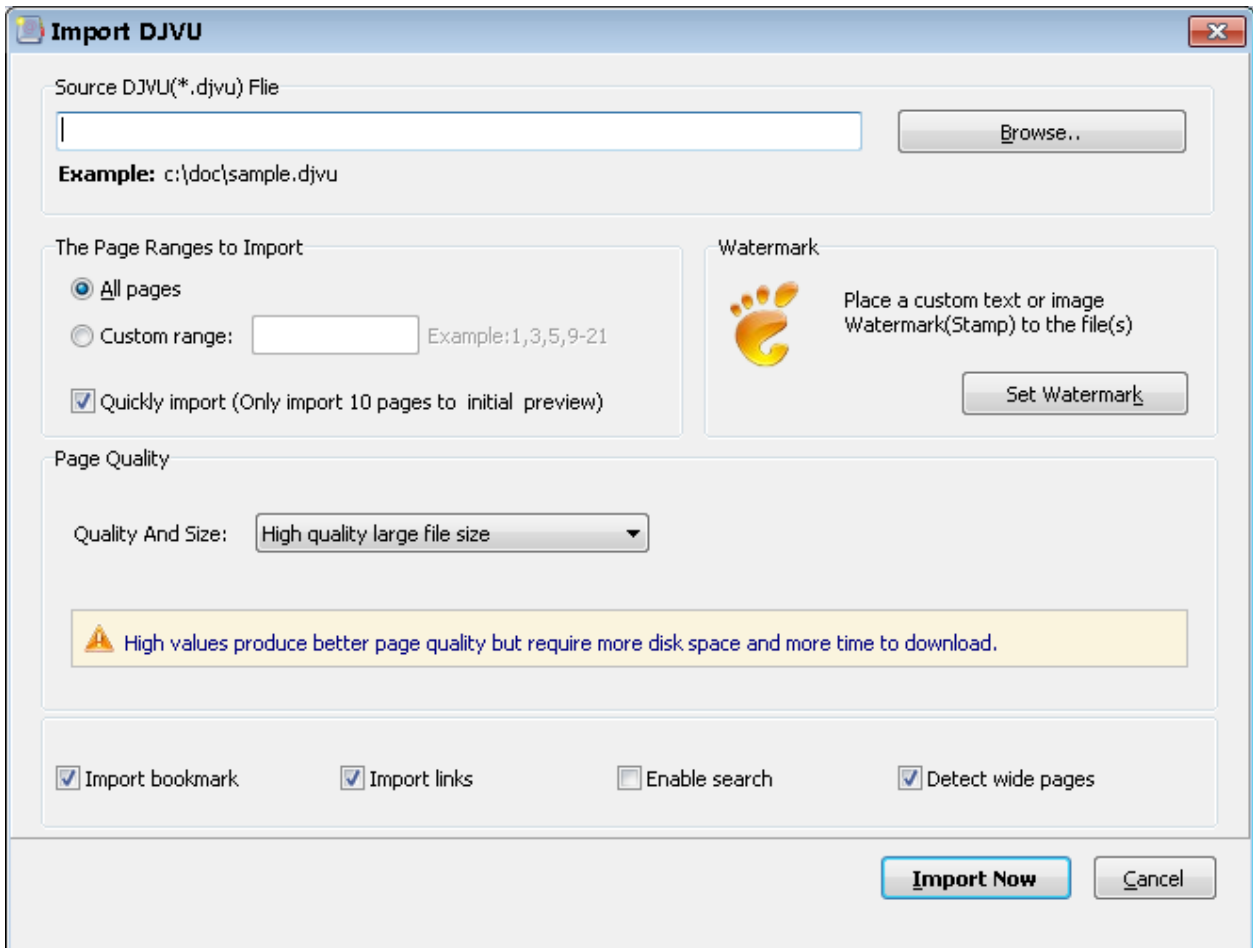 Import DJVU
Source DJVU(*.djvu) Flie
Browse..
Example: c:\doc\sample.djvu
The Page Ranges to Import
All pages
Custom range:
Example:1,3,5,9-21
Quickly import (Only import 10 pages to  initial  preview)
Watermark
Place a custom text or image
Watermark(Stamp) to the file(s)
Set Watermark
Page Quality
Quality And Size:
High quality large file size
High values produce better page quality but require more disk space and more time to download.
Import bookmark
Import links
Enable search
Detect wide pages
Import Now
Cancel